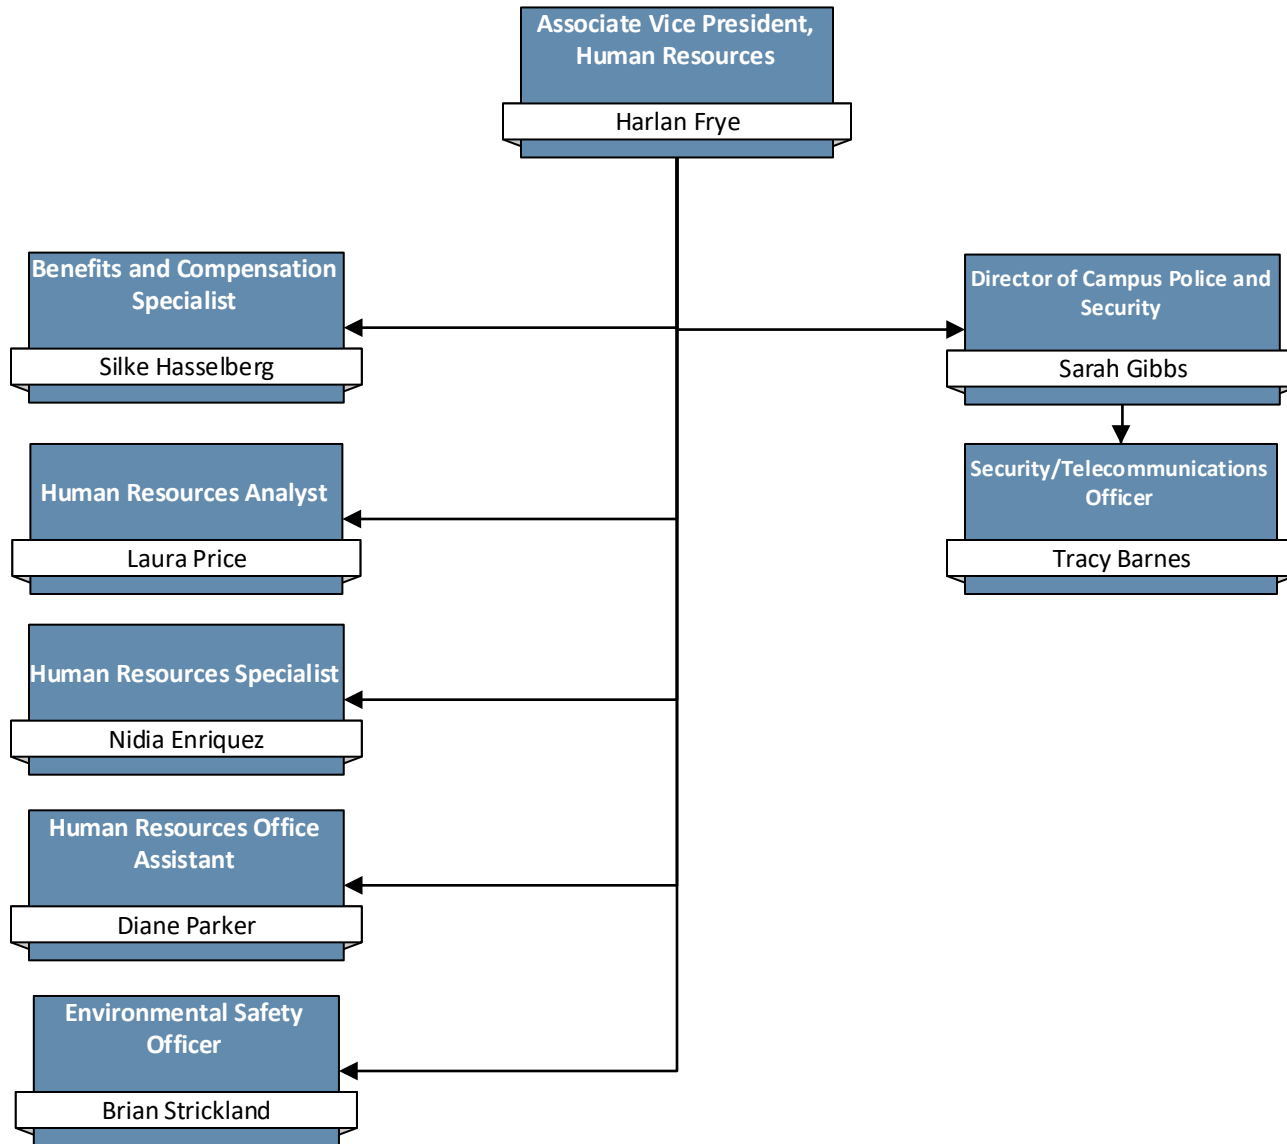 Associate Vice President,
Human Resources
Harlan Frye
Benefits and Compensation
Specialist
Silke Hasselberg
Director of Campus Police and
Security
Sarah Gibbs
Human Resources Analyst
Laura Price
Security/Telecommunications
Officer
Tracy Barnes
Human Resources Specialist
Nidia Enriquez
Human Resources Office
Assistant
Diane Parker
Environmental Safety
Officer
Brian Strickland